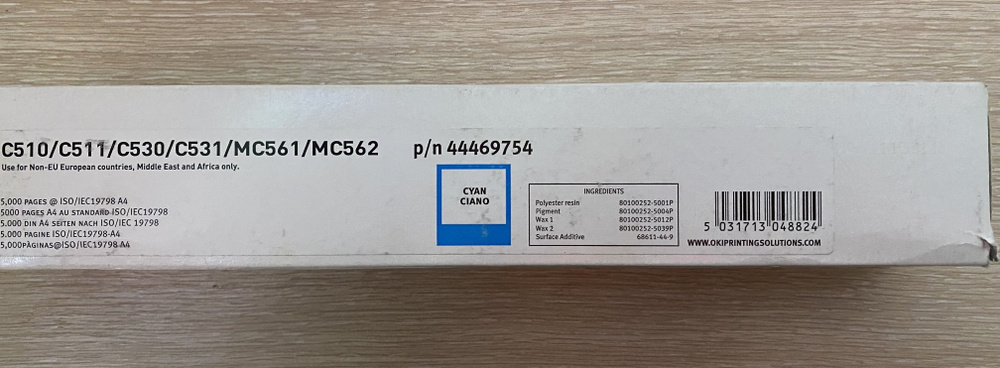 C510/C511/C530/C531/MC561/MC562
p/n 44469754
Use for Non-EU European countries, Middle East and Africa only.
5,000 PAGES @ ISO/IEC19798 A4
5000 PAGES A4 AU STANDARD ISO/IEC19798
5.000 DIN A4 SEITEN NACH ISO/IEC 19798
5.000 PAGINE ISO/IEC19798 A4
5,000PÀGINAS@ISO/IEC19798 A4
CYAN
CIANO
INGREDIENTS
Polyester resin 80100252-5001P
Pigment 80100252-5004P
Wax 1 80100252-5012P
Wax 2 80100252-5039P
Surface Additive 68611-44-9
5 031713 048824
WWW.OKIPRINTINGSOLUTIONS.COM